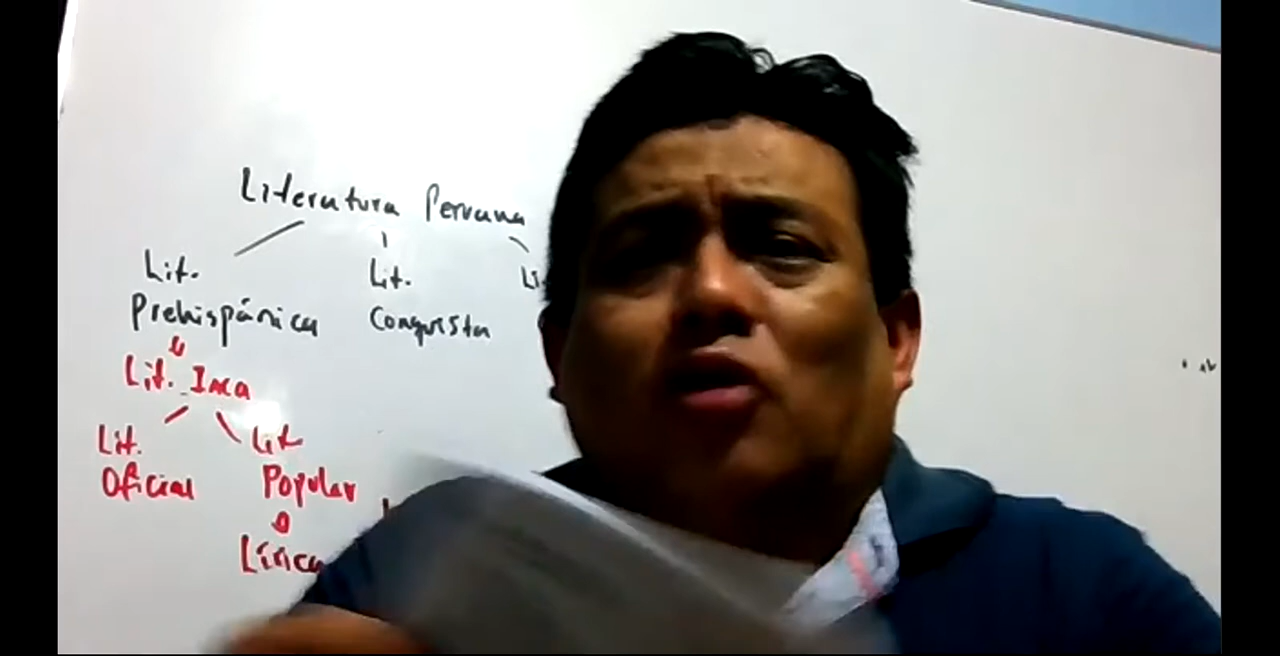 Literatura Peruana
Lit.
Prehispánica
Lit.
Conquista
Lit. Inca
Lit.
Oficial
Lit
Popular
Lírica